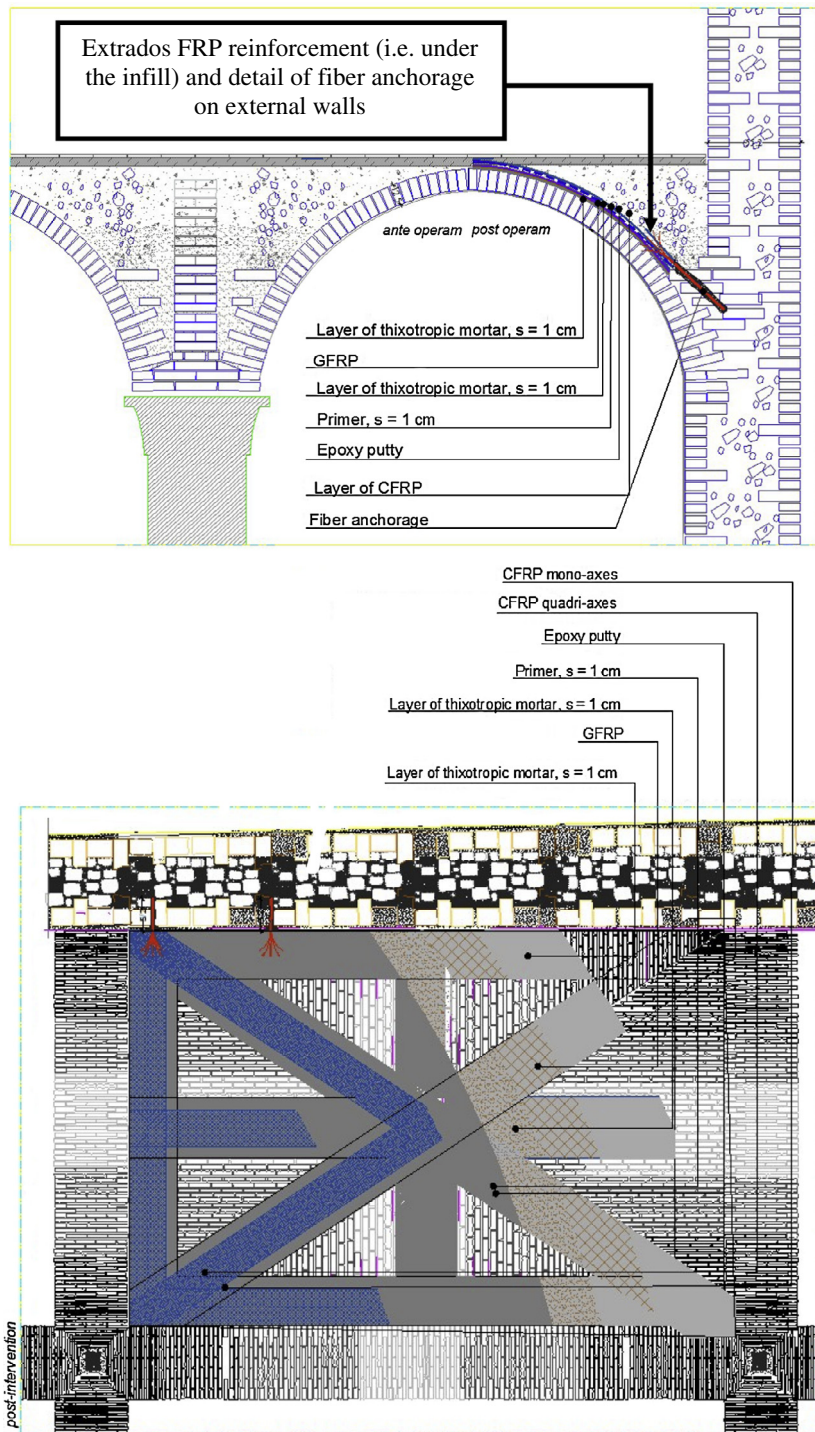 Extrados FRP reinforcement (i.e. under
the infill) and detail of fiber anchorage
on external walls
ante operam post operam
Layer of thixotropic mortar, s = 1 cm
GFRP
Layer of thixotropic mortar, s = 1 cm
Primer, s = 1 cm
Epoxy putty
Layer of CFRP
Fiber anchorage
CFRP mono-axes
CFRP quadri-axes
Epoxy putty
Primer, s = 1 cm
Layer of thixotropic mortar, s = 1 cm
GFRP
Layer of thixotropic mortar, s = 1 cm
post-intervention